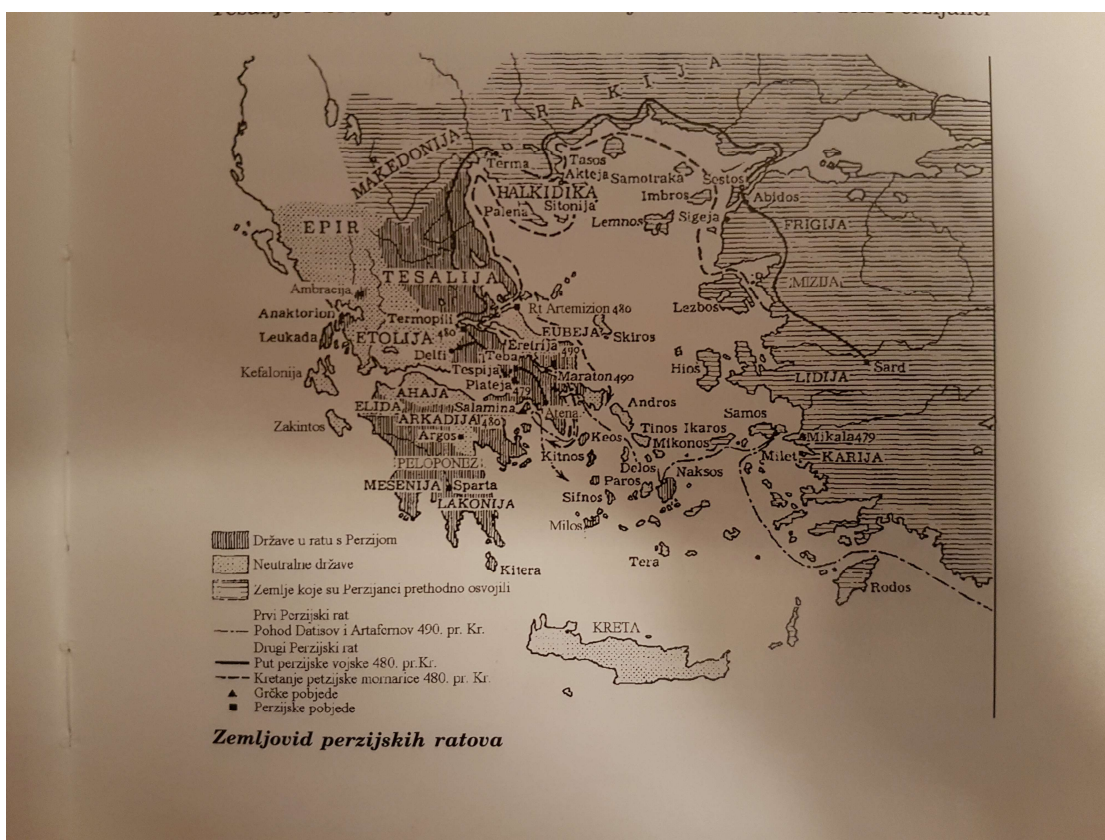 Perzijanci
TRAKIJA
MAKEDONIJA
Terma
Tasos
Akteja
Samotraka
Sestos
HALKIDIKA
Imbros
Abidos
Palena
Sitonija
Lemnos
Sigeja
FRIGIJA
EPIR
TESALIJA
MIZIJA
Ambracija
Rt Artemizion 480
Lezbos
Anaktorion
Termopili
480
EUBEJA
Skiros
Leukada
ETOLIJA
Eretrija
490
Delfi
Teba
Sard
Kefalonija
Tespija
Maraton 490
Hios
LIDIJA
Plateja
479
AHAJA
Andros
ELIDA
Salamina
Atena
Samos
ARKADIJA
480
Tinos Ikaros
Zakintos
Argos
Keos
Mikonos
Mikala 479
Kitnos
Milet
KARIJA
PELOPONEZ
Delos
Naksos
MESENIJA
Sparta
Paros
LAKONIJA
Sifnos
Milos
Tera
Kitera
Rodos
KRETA
Države u ratu s Perzijom
Neutralne države
Zemlje koje su Perzijanci prethodno osvojili
Prvi Perzijski rat
Pohod Datisov i Artafernov 490. pr. Kr.
Drugi Perzijski rat
Put perzijske vojske 480. pr.Kr.
Kretanje petzijske mornarice 480. pr. Kr.
Grčke pobjede
Perzijske pobjede
Zemljovid perzijskih ratova